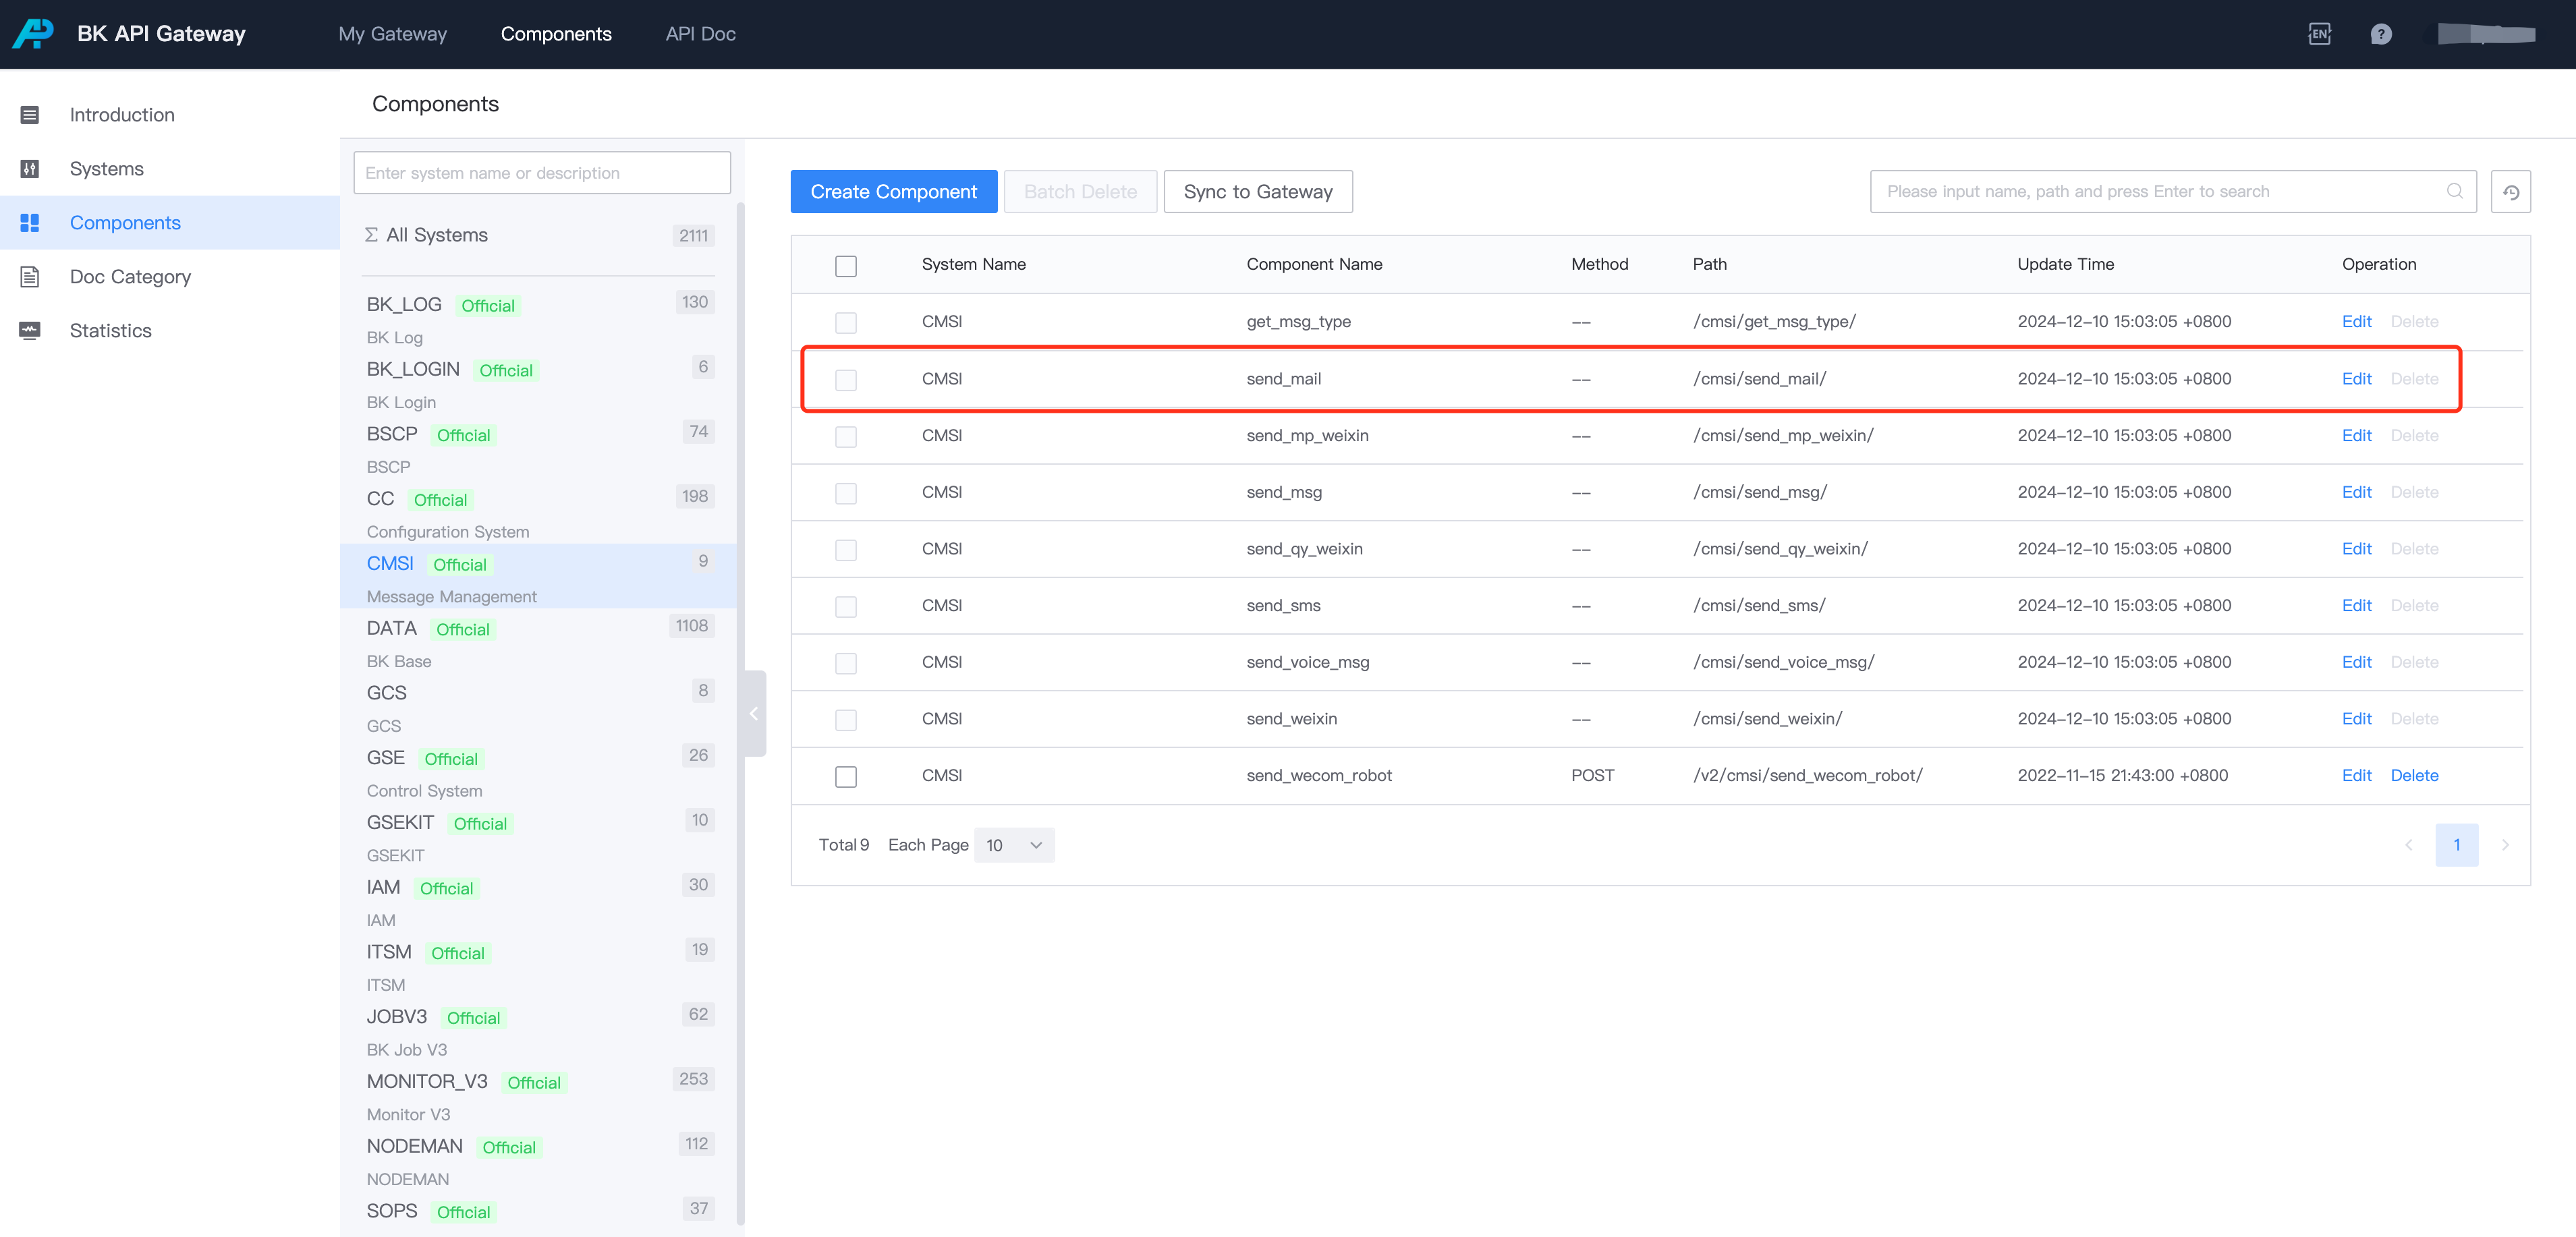 BK API Gateway My Gateway Components API Doc EN ?
Introduction
Systems
Components
Doc Category
Statistics
Components
Enter system name or description
Σ All Systems 2111
BK_LOG Official 130
BK Log
BK_LOGIN Official 6
BK Login
BSCP Official 74
BSCP
CC Official 198
Configuration System
CMSI Official 9
Message Management
DATA Official 1108
BK Base
GCS 8
GCS
GSE Official 26
Control System
GSEKIT Official 10
GSEKIT
IAM Official 30
IAM
ITSM Official 19
ITSM
JOBV3 Official 62
BK Job V3
MONITOR_V3 Official 253
Monitor V3
NODEMAN Official 112
NODEMAN
SOPS Official 37
Create Component Batch Delete Sync to Gateway Please input name, path and press Enter to search
System Name Component Name Method Path Update Time Operation
CMSI get_msg_type -- /cmsi/get_msg_type/ 2024-12-10 15:03:05 +0800 Edit Delete
CMSI send_mail -- /cmsi/send_mail/ 2024-12-10 15:03:05 +0800 Edit Delete
CMSI send_mp_weixin -- /cmsi/send_mp_weixin/ 2024-12-10 15:03:05 +0800 Edit Delete
CMSI send_msg -- /cmsi/send_msg/ 2024-12-10 15:03:05 +0800 Edit Delete
CMSI send_qy_weixin -- /cmsi/send_qy_weixin/ 2024-12-10 15:03:05 +0800 Edit Delete
CMSI send_sms -- /cmsi/send_sms/ 2024-12-10 15:03:05 +0800 Edit Delete
CMSI send_voice_msg -- /cmsi/send_voice_msg/ 2024-12-10 15:03:05 +0800 Edit Delete
CMSI send_weixin -- /cmsi/send_weixin/ 2024-12-10 15:03:05 +0800 Edit Delete
CMSI send_wecom_robot POST /v2/cmsi/send_wecom_robot/ 2022-11-15 21:43:00 +0800 Edit Delete
Total 9 Each Page 10 1